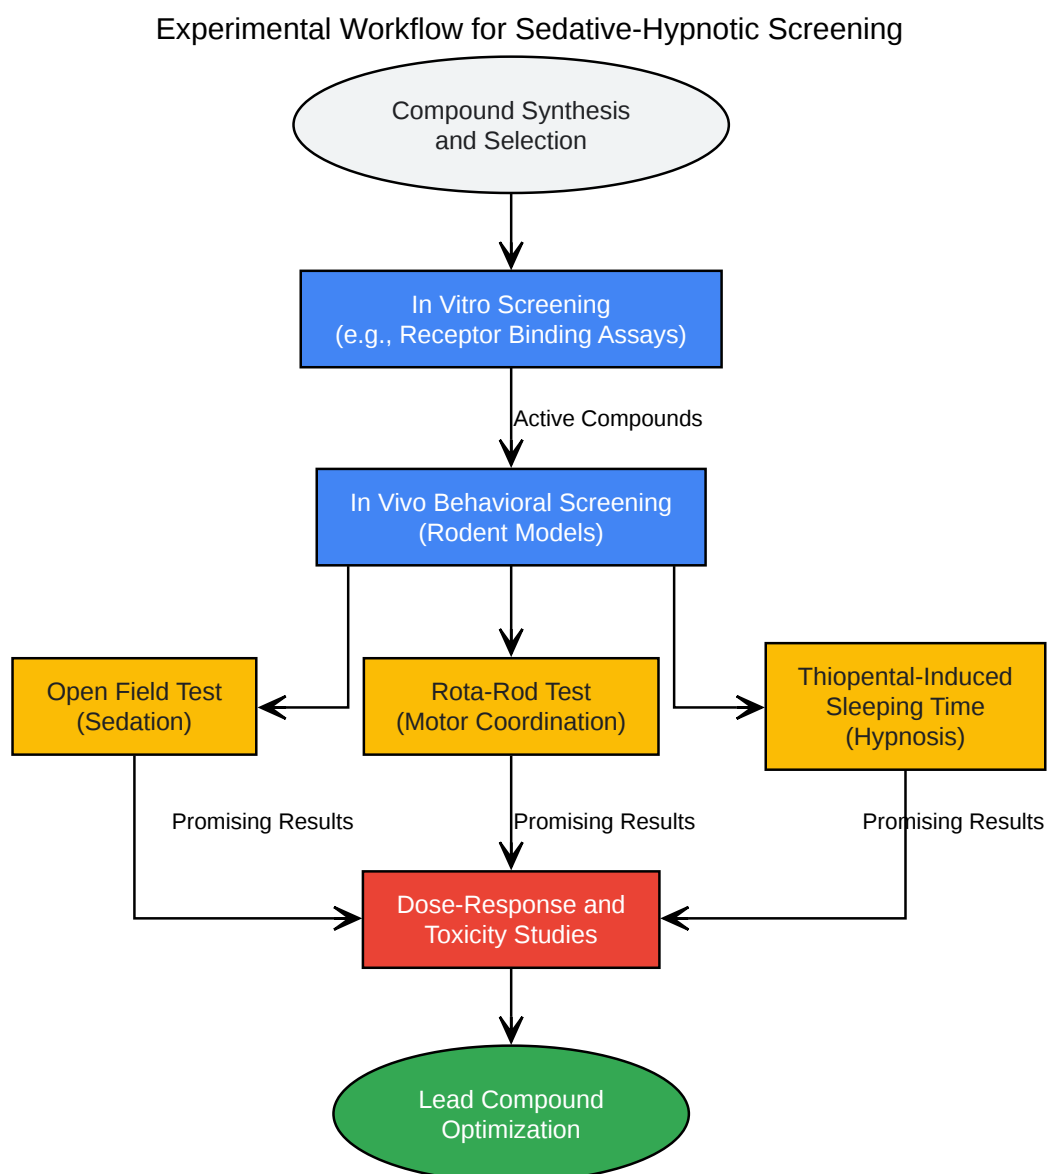 Experimental Workflow for Sedative-Hypnotic Screening
Compound Synthesis
and Selection
In Vitro Screening
(e.g., Receptor Binding Assays)
Active Compounds
In Vivo Behavioral Screening
(Rodent Models)
Open Field Test
(Sedation)
Rota-Rod Test
(Motor Coordination)
Thiopental-Induced
Sleeping Time
(Hypnosis)
Promising Results
Promising Results
Promising Results
Dose-Response and
Toxicity Studies
Lead Compound
Optimization